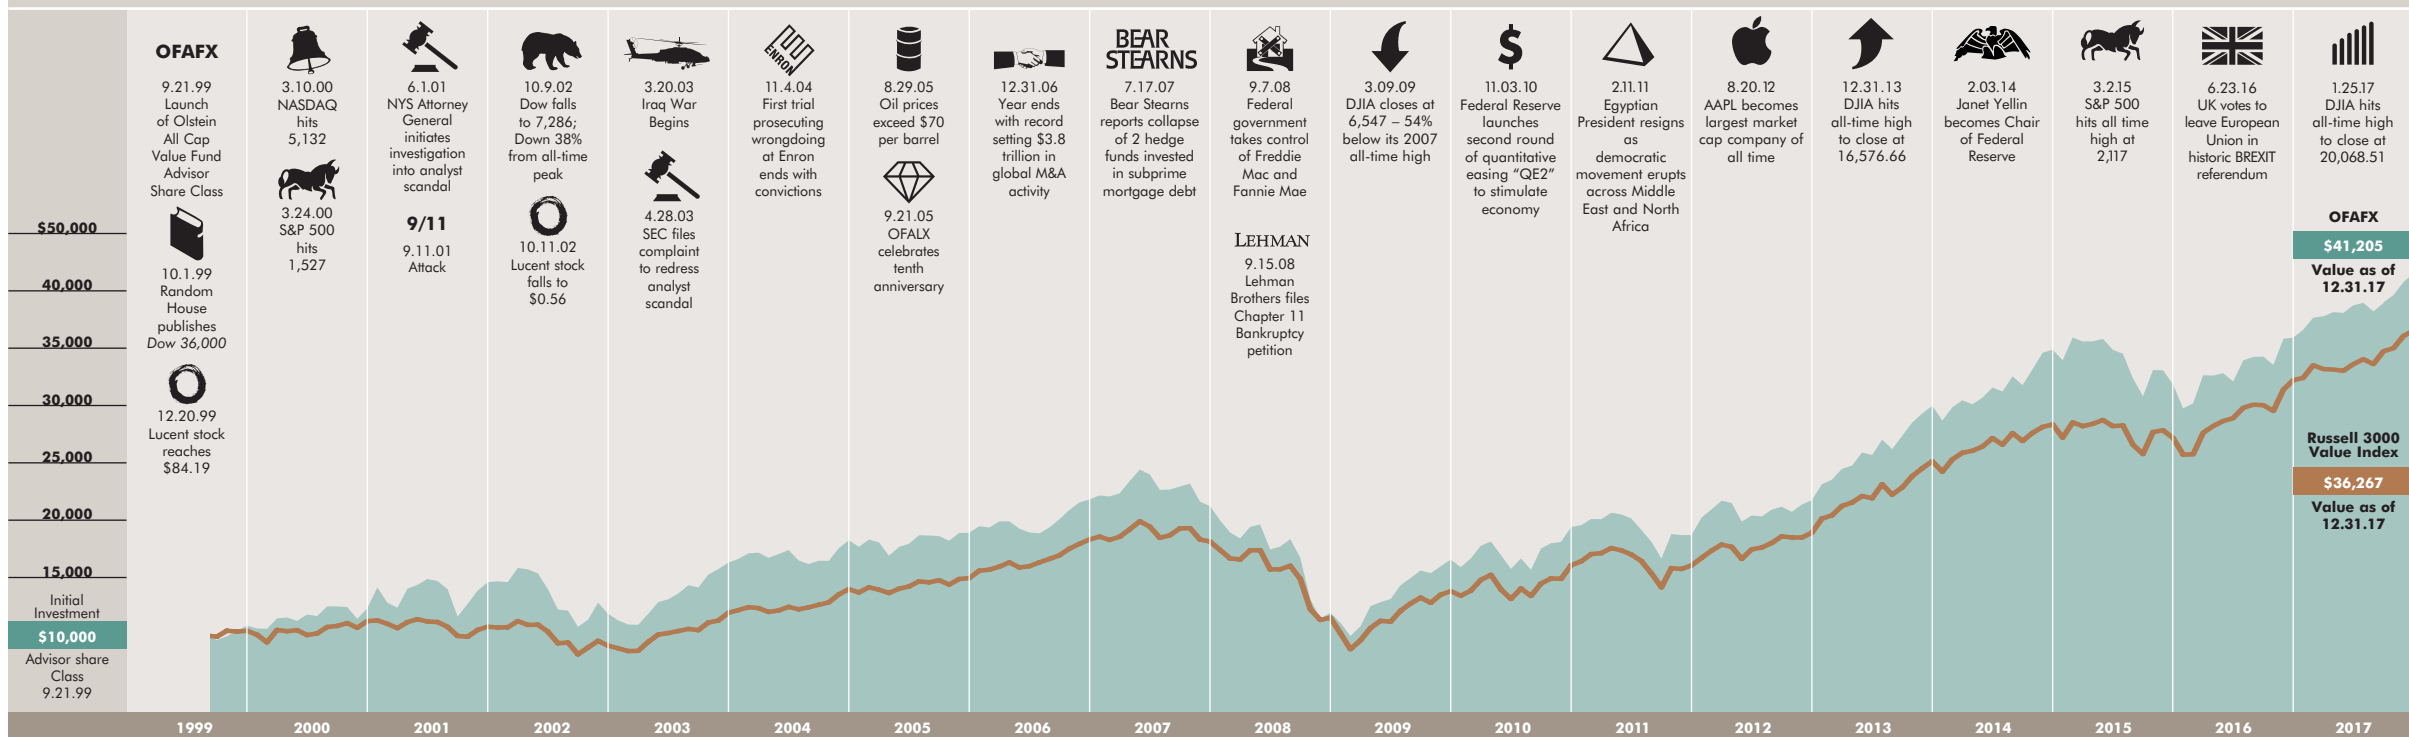 $50,000
40,000
35,000
30,000
25,000
20,000
15,000
Initial
Investment
$10,000
Advisor share
Class
9.21.99
OFAFX
9.21.99
Launch
of Olstein
All Cap
Value Fund
Advisor
Share Class
10.1.99
Random
House
publishes
Dow 36,000
12.20.99
Lucent stock
reaches
$84.19
3.10.00
NASDAQ
hits
5,132
3.24.00
S&P 500
hits
1,527
6.1.01
NYS Attorney
General
initiates
investigation
into analyst
scandal
9/11
9.11.01
Attack
10.9.02
Dow falls
to 7,286;
Down 38%
from all-time
peak
10.11.02
Lucent stock
falls to
$0.56
3.20.03
Iraq War
Begins
4.28.03
SEC files
complaint
to redress
analyst
scandal
ENRON
11.4.04
First trial
prosecuting
wrongdoing
at Enron
ends with
convictions
8.29.05
Oil prices
exceed $70
per barrel
9.21.05
OFALX
celebrates
tenth
anniversary
12.31.06
Year ends
with record
setting $3.8
trillion in
global M&A
activity
BEAR
STEARNS
7.17.07
Bear Stearns
reports collapse
of 2 hedge
funds invested
in subprime
mortgage debt
9.7.08
Federal
government
takes control
of Freddie
Mac and
Fannie Mae
LEHMAN
9.15.08
Lehman
Brothers files
Chapter 11
Bankruptcy
petition
3.09.09
DJIA closes at
6,547 – 54%
below its 2007
all-time high
$
11.03.10
Federal Reserve
launches
second round
of quantitative
easing “QE2”
to stimulate
economy
2.11.11
Egyptian
President resigns
as
democratic
movement erupts
across Middle
East and North
Africa
8.20.12
AAPL becomes
largest market
cap company of
all time
12.31.13
DJIA hits
all-time high
to close at
16,576.66
2.03.14
Janet Yellin
becomes Chair
of Federal
Reserve
3.2.15
S&P 500
hits all time
high at
2,117
6.23.16
UK votes to
leave European
Union in
historic BREXIT
referendum
1.25.17
DJIA hits
all-time high
to close at
20,068.51
OFAFX
$41,205
Value as of
12.31.17
Russell 3000
Value Index
$36,267
Value as of
12.31.17
1999
2000
2001
2002
2003
2004
2005
2006
2007
2008
2009
2010
2011
2012
2013
2014
2015
2016
2017